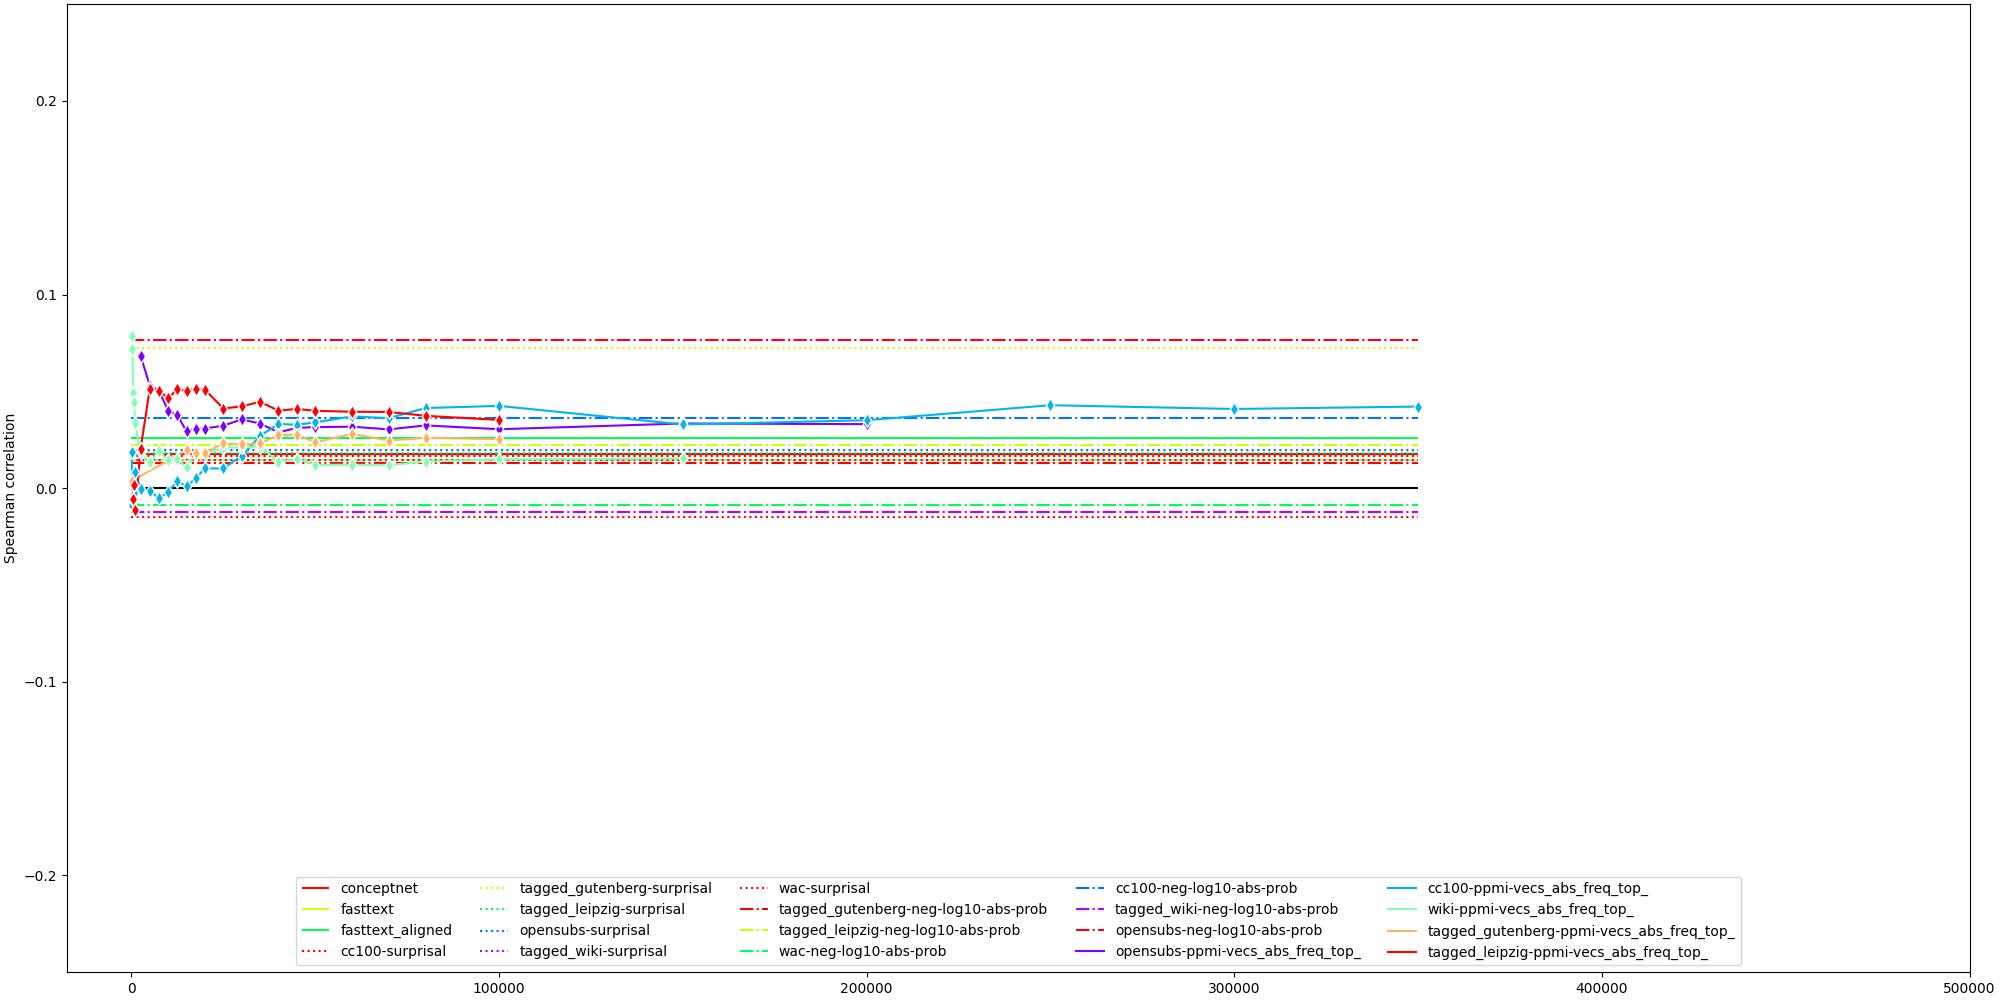 0.2
0.1
0.0
−0.1
−0.2
Spearman correlation
conceptnet
fasttext
fasttext_aligned
cc100-surprisal
tagged_gutenberg-surprisal
tagged_leipzig-surprisal
opensubs-surprisal
tagged_wiki-surprisal
wac-surprisal
tagged_gutenberg-neg-log10-abs-prob
tagged_leipzig-neg-log10-abs-prob
wac-neg-log10-abs-prob
cc100-neg-log10-abs-prob
tagged_wiki-neg-log10-abs-prob
opensubs-neg-log10-abs-prob
opensubs-ppmi-vecs_abs_freq_top_
cc100-ppmi-vecs_abs_freq_top_
wiki-ppmi-vecs_abs_freq_top_
tagged_gutenberg-ppmi-vecs_abs_freq_top_
tagged_leipzig-ppmi-vecs_abs_freq_top_
0
100000
200000
300000
400000
500000